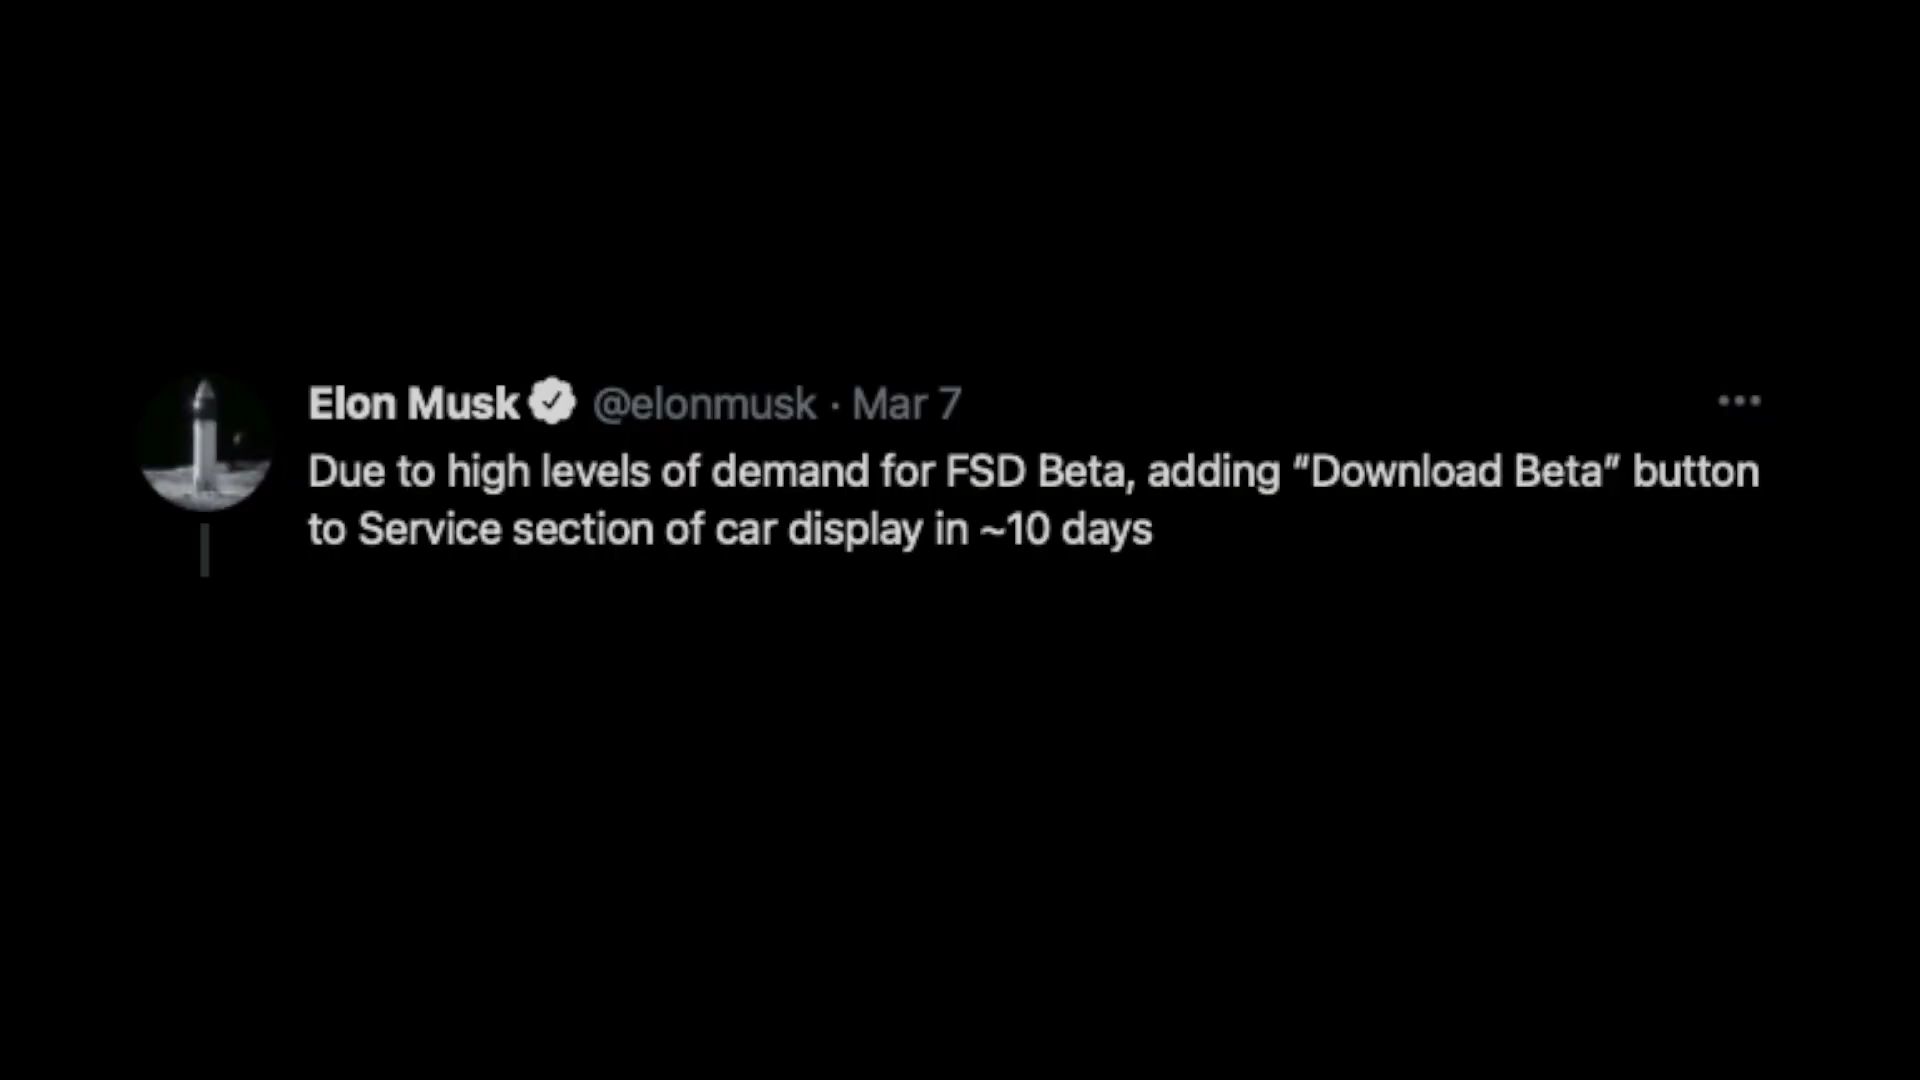 Elon Musk @elonmusk · Mar 7
Due to high levels of demand for FSD Beta, adding “Download Beta” button
to Service section of car display in ~10 days